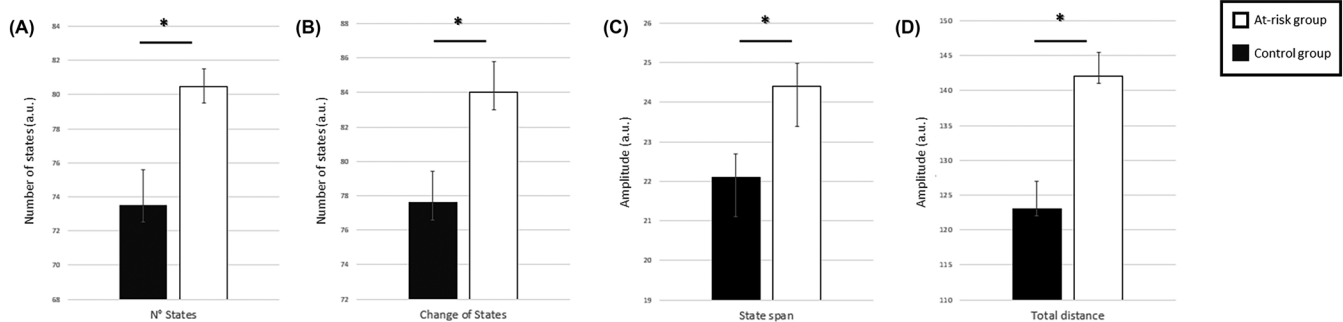 (A)
*
Number of states (a.u.)
84
82
80
78
76
74
72
70
68
N° States
(B)
*
Number of states (a.u.)
88
86
84
82
80
78
76
74
72
Change of States
(C)
*
Amplitude (a.u.)
26
25
24
23
22
21
20
19
State span
(D)
*
Amplitude (a.u.)
150
145
142
135
130
125
120
115
110
Total distance
At-risk group
Control group